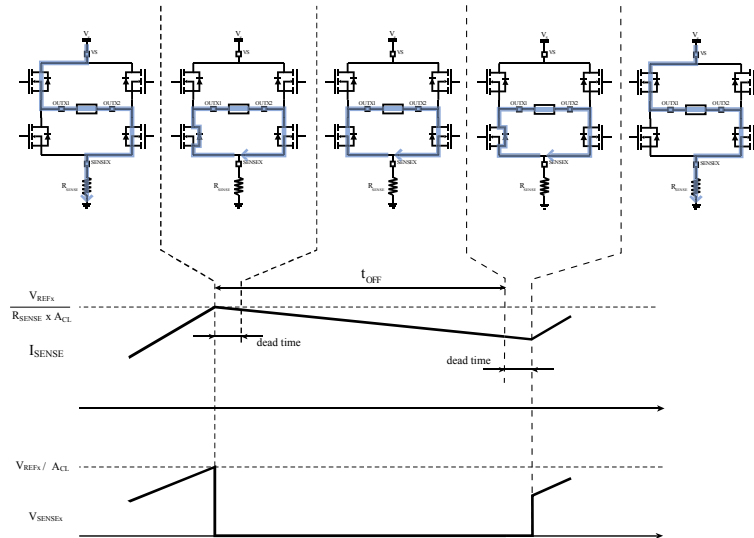 V V V V V
VS VS VS VS VS
OUTX1 OUTX2 OUTX1 OUTX2 OUTX1 OUTX2 OUTX1 OUTX2 OUTX1 OUTX2
SENSEX SENSEX SENSEX SENSEX SENSEX
RSENSE RSENSE RSENSE RSENSE RSENSE
tOFF
VREFx
RSENSE x ACL
dead time
ISENSE
dead time
VREFx / ACL
VSENSEx